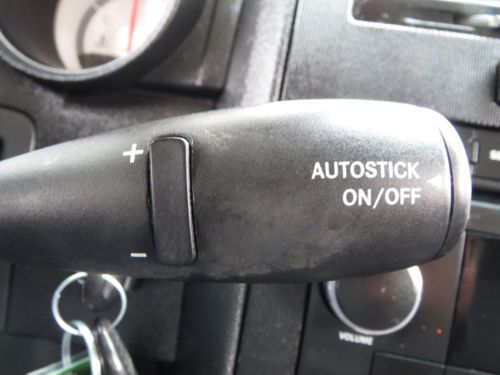 +
AUTOSTICK
ON/OFF
-
VOLUME